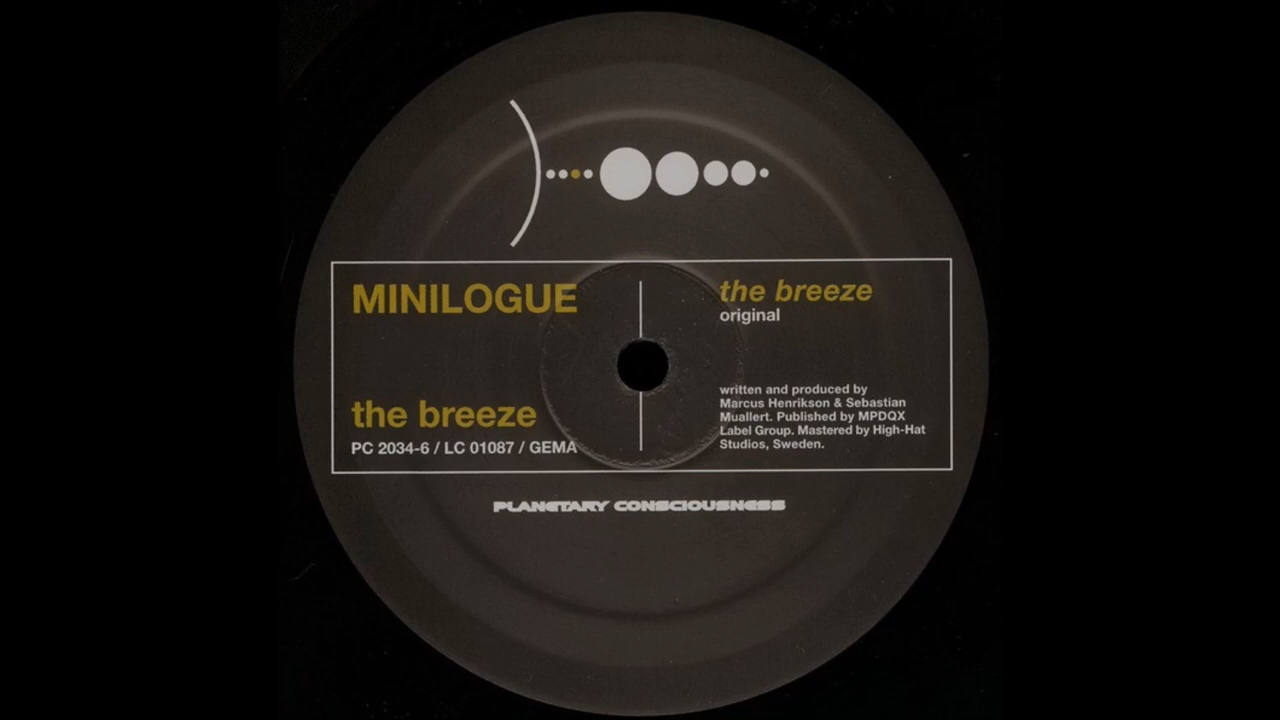 MINILOGUE
the breeze
PC 2034-6 / LC 01087 / GEMA
the breeze
original
written and produced by
Marcus Henrikson & Sebastian
Muallert. Published by MPDQX
Label Group. Mastered by High-Hat
Studios, Sweden.
PLANETARY CONSCIOUSNESS